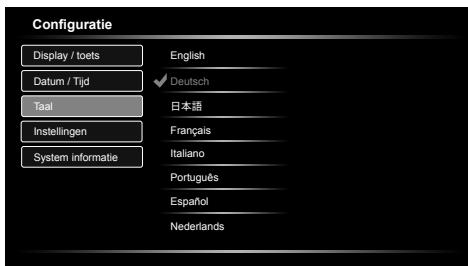 Configuratie
Display / toets
Datum / Tijd
Taal
Instellingen
System informatie
English
Deutsch
日本語
Français
Italiano
Português
Español
Nederlands